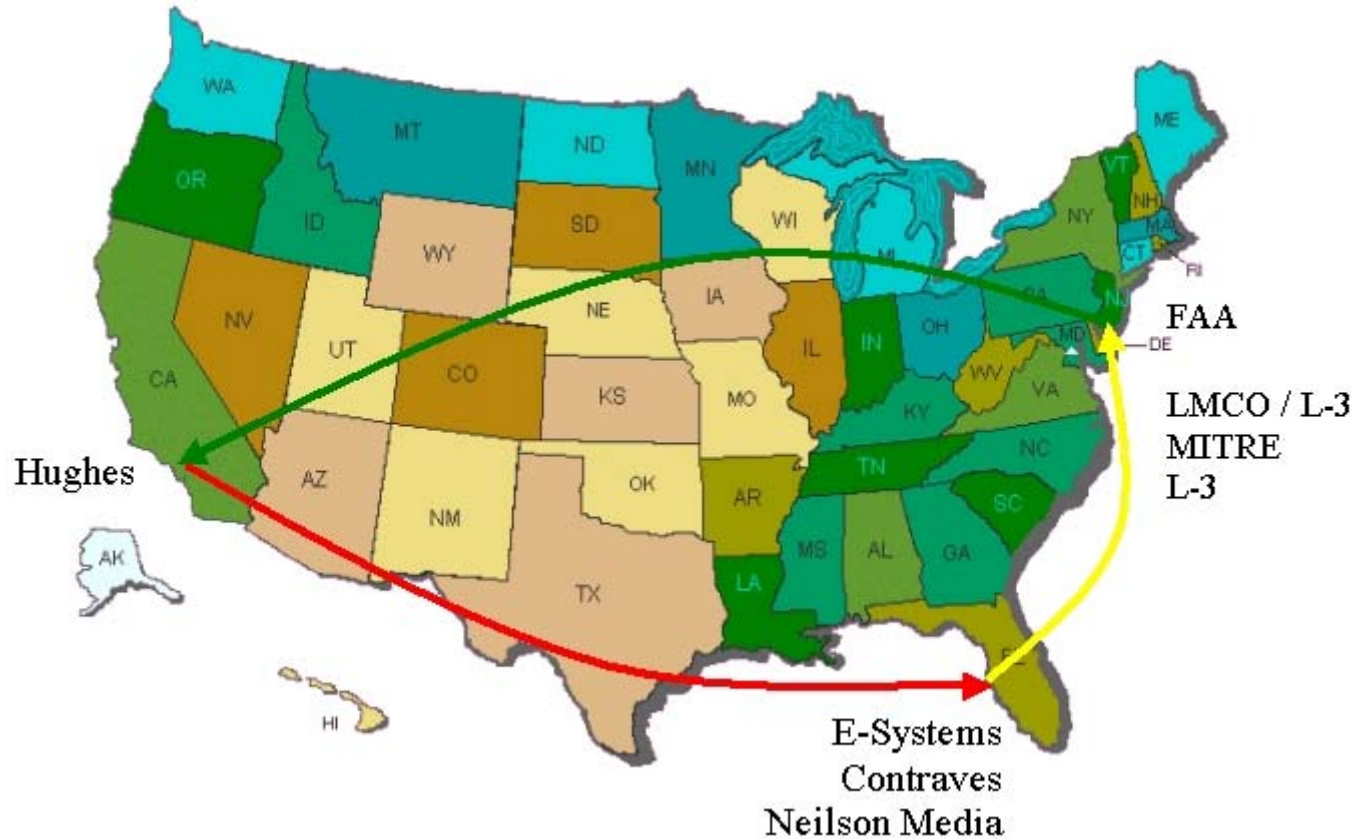 WA
MT
ND
MN
ME
OR
ID
SD
WI
MI
VT
NH
NY
MA
CT
RI
WY
IA
NE
PA
NV
UT
CO
IL
IN
OH
MD
DE
FAA
WV
VA
CA
KS
MO
KY
LMCO / L-3
MITRE
L-3
Hughes
AZ
NM
OK
AR
TN
NC
SC
AK
TX
LA
MS
AL
GA
HI
E-Systems
Contraves
Neilson Media